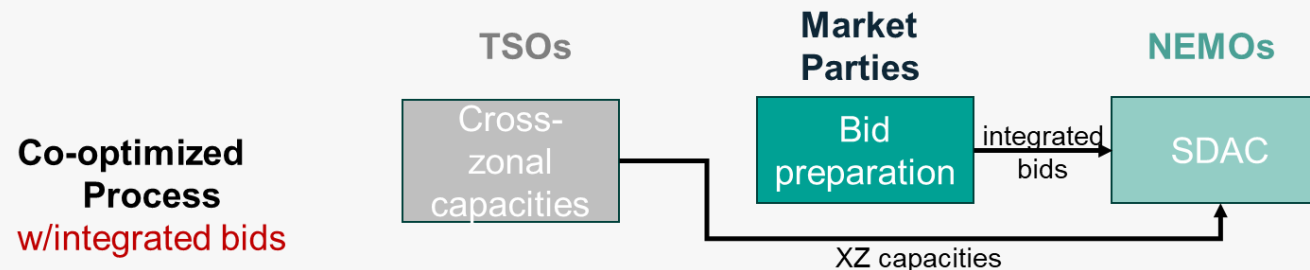 TSOs
Market
Parties
NEMOs
Cross-
zonal
capacities
Bid
preparation
integrated
bids
SDAC
Co-optimized
Process
w/integrated bids
XZ capacities